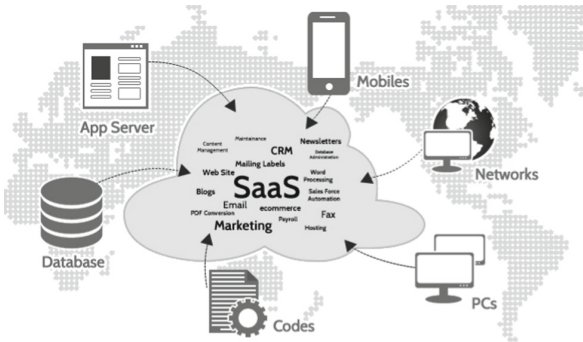 Mobiles
App Server
Maintainance
Content
Management
CRM
Newsletters
Database
Administration
Mailing Labels
Web Site
Word
Processing
Blogs
SaaS
Sales Force
Automation
Email
ecommerce
PDF Conversion
Payroll
Fax
Marketing
Hosting
Networks
Database
Codes
PCs